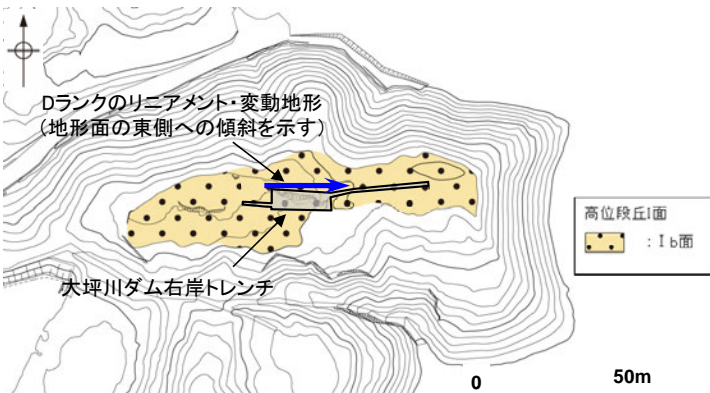 Dランクのリニアメント・変動地形
(地形面の東側への傾斜を示す)
大坪川ダム右岸トレンチ
高位段丘I面
：Ｉb面
0 50m